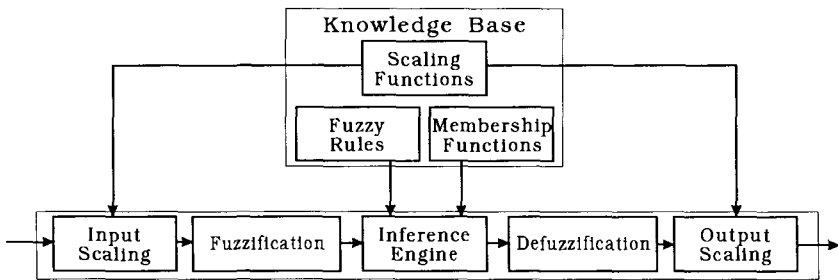 Knowledge Base
Scaling
Functions
Fuzzy
Rules
Membership
Functions
Input
Scaling
Fuzzification
Inference
Engine
Defuzzification
Output
Scaling